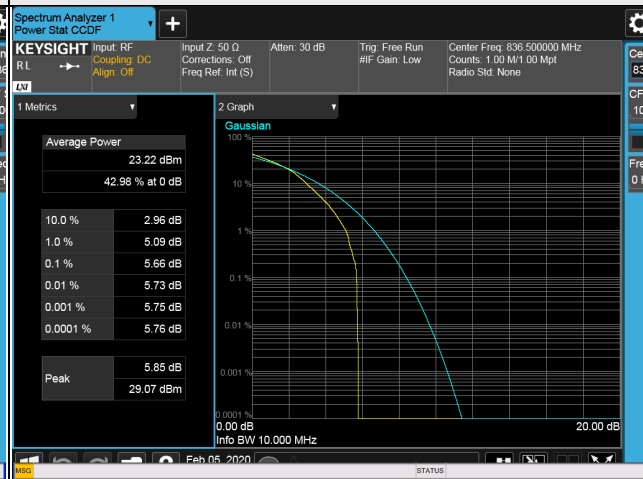 Spectrum Analyzer 1
Power Stat CCDF
KEYSIGHT
RL
LXI
Input: RF
Coupling: DC
Align: Off
Input Z: 50 Ω
Corrections: Off
Freq Ref: Int (S)
Atten: 30 dB
Trig: Free Run
#IF Gain: Low
Center Freq: 836.500000 MHz
Counts: 1.00 M/1.00 Mpt
Radio Std: None
1 Metrics
Average Power
23.22 dBm
42.98 % at 0 dB
10.0 % 2.96 dB
1.0 % 5.09 dB
0.1 % 5.66 dB
0.01 % 5.73 dB
0.001 % 5.75 dB
0.0001 % 5.76 dB
Peak
5.85 dB
29.07 dBm
2 Graph
Gaussian
100 %
10 %
1 %
0.1 %
0.01 %
0.001 %
0.0001 %
0.00 dB 20.00 dB
Info BW 10.000 MHz
Feb 05, 2020
MSG STATUS